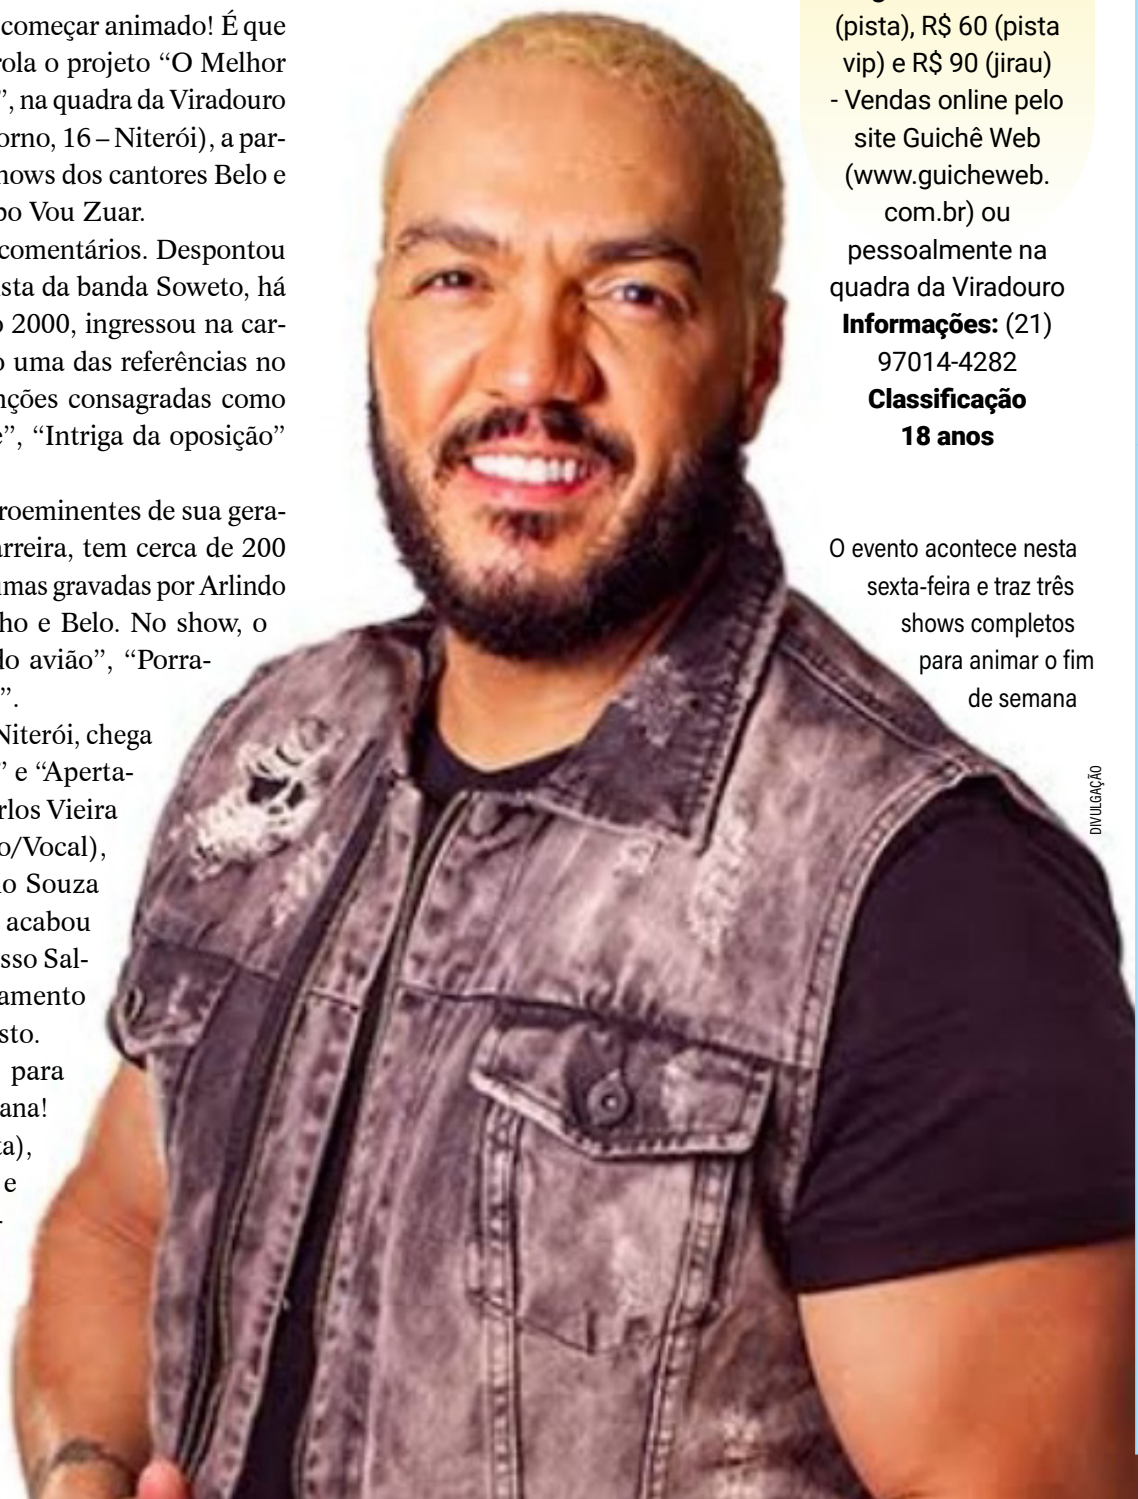 começar animado! É que
rola o projeto “O Melhor
”, na quadra da Viradouro
orno, 16 – Niterói), a par-
hows dos cantores Belo e
po Vou Zuar.
comentários. Despontou
ista da banda Soweto, há
o 2000, ingressou na car-
o uma das referências no
nções consagradas como
e”, “Intriga da oposição”
roeminentes de sua gera-
arreira, tem cerca de 200
umas gravadas por Arlindo
ho e Belo. No show, o
do avião”, “Porra-
”.
Niterói, chega
” e “Aperta-
rlos Vieira
o/Vocal),
io Souza
acabou
sso Sal-
amento
sto.
para
ana!
ta),
e
(pista), R$ 60 (pista
vip) e R$ 90 (jirau)
- Vendas online pelo
site Guichê Web
(www.guicheweb.
com.br) ou
pessoalmente na
quadra da Viradouro
Informações: (21)
97014-4282
Classificação
18 anos
O evento acontece nesta
sexta-feira e traz três
shows completos
para animar o fim
de semana
DIVULGAÇÃO